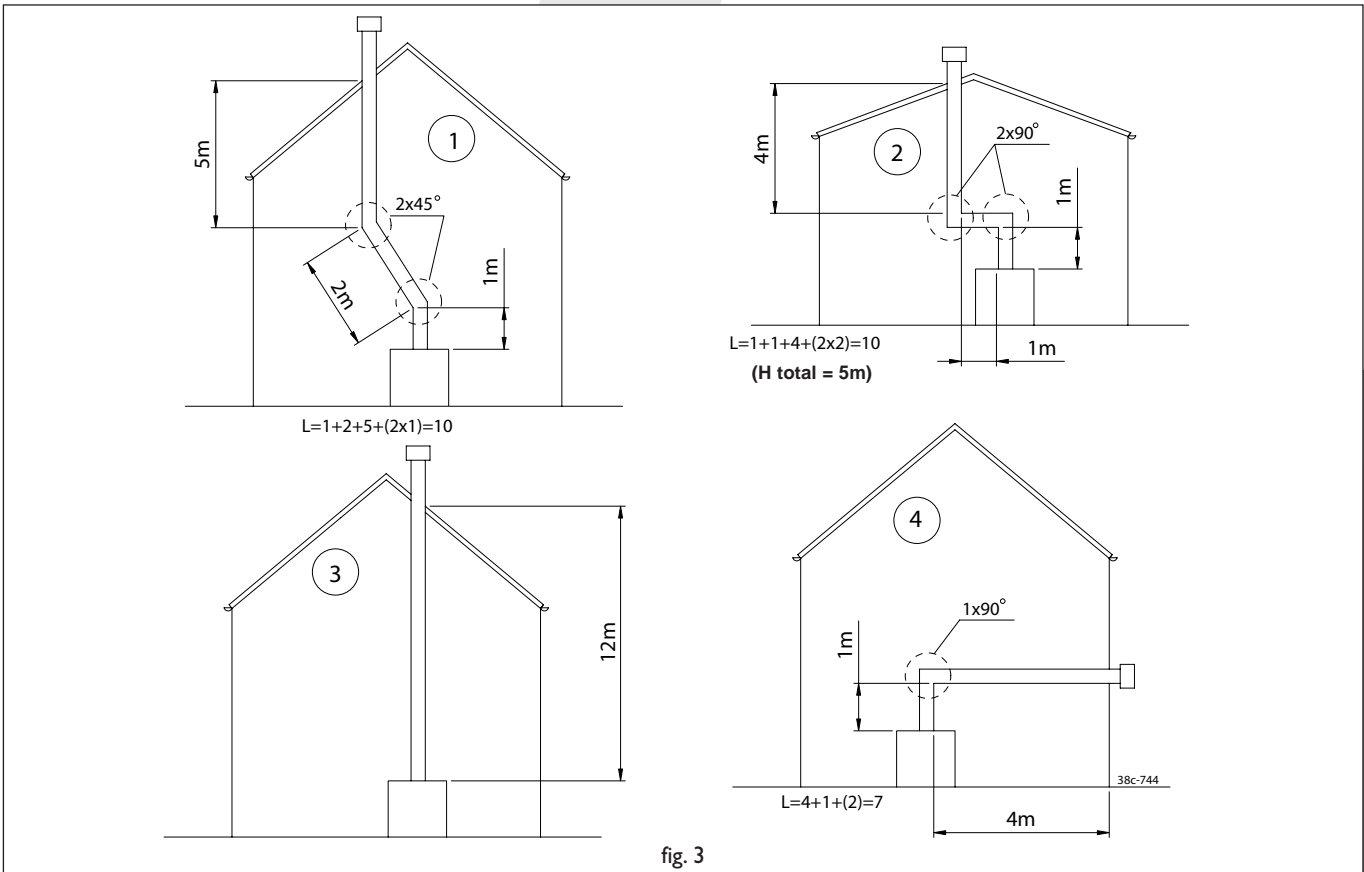 5m
1
2x45°
2m
1m
L=1+2+5+(2x1)=10
4m
2
2x90°
1m
1m
L=1+1+4+(2x2)=10
(H total = 5m)
3
12m
4
1x90°
1m
38c-744
L=4+1+(2)=7
4m
fig. 3